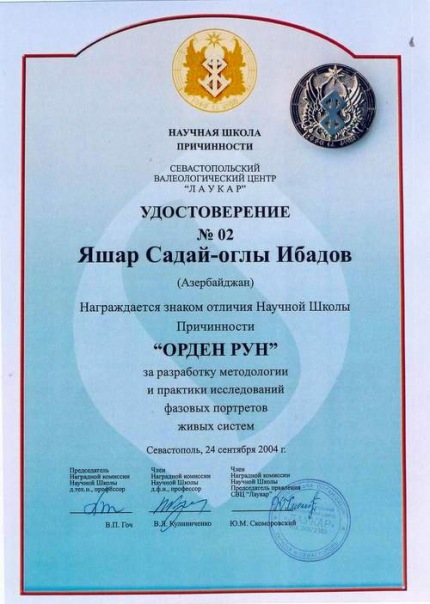 НАУЧНАЯ ШКОЛА
ПРИЧИННОСТИ
СЕВАСТОПОЛЬСКИЙ
ВАЛЕОЛОГИЧЕСКИЙ ЦЕНТР
“ЛАУКАР”
УДОСТОВЕРЕНИЕ
№ 02
Яшар Садай-оглы Ибадов
(Азербайджан)
Награждается знаком отличия Научной Школы
Причинности
“ОРДЕН РУН”
за разработку методологии
и практики исследований
фазовых портретов
живых систем
Севастополь, 24 сентября 2004 г.
Председатель
Наградной комиссии
Научной Школы
д.тех.н., профессор
В.П. Гоч
Член
Наградной комиссии
Научной Школы
д.ф.н., профессор
В.Л. Кулиниченко
Член
Наградной комиссии
Научной Школы
Председатель правления
СВЦ “Лаукар”
Ю.М. Скоморовский